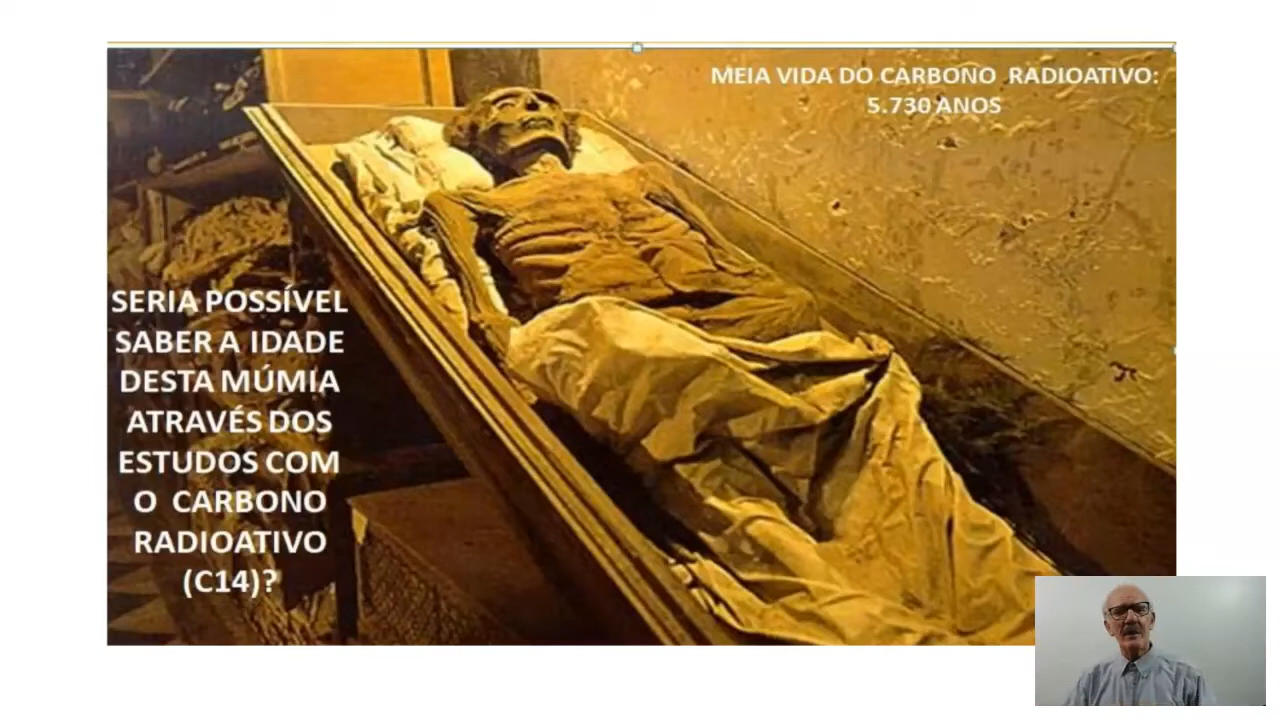 MEIA VIDA DO CARBONO RADIOATIVO:
5.730 ANOS
SERIA POSSÍVEL
SABER A IDADE
DESTA MÚMIA
ATRAVÉS DOS
ESTUDOS COM
O CARBONO
RADIOATIVO
(C14)?